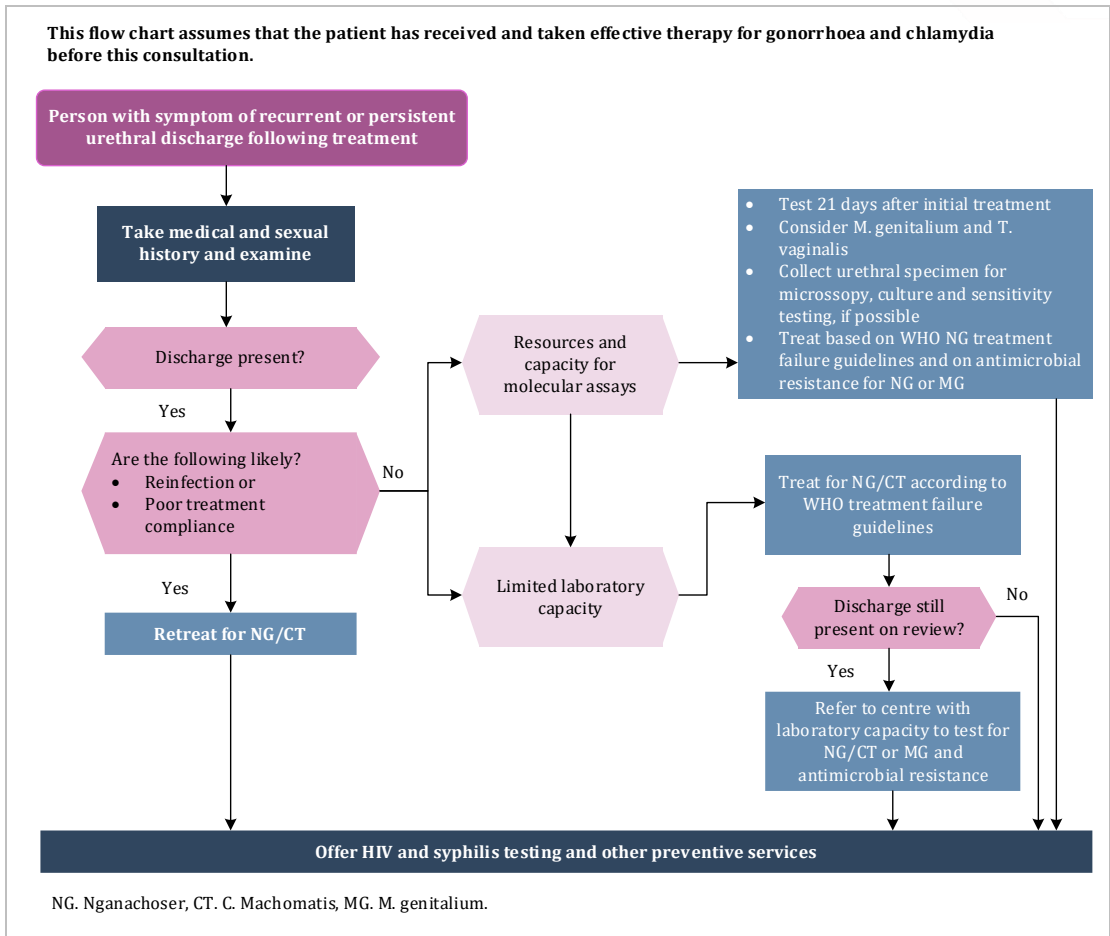 This flow chart assumes that the patient has received and taken effective therapy for gonorrhoea and chlamydia
before this consultation.
Person with symptom of recurrent or persistent
urethral discharge following treatment
Take medical and sexual
history and examine
Discharge present?
Yes
Are the following likely?
• Reinfection or
• Poor treatment
compliance
No
Yes
Retreat for NG/CT
Resources and
capacity for
molecular assays
Limited laboratory
capacity
• Test 21 days after initial treatment
• Consider M. genitalium and T.
vaginalis
• Collect urethral specimen for
microssopy, culture and sensitivity
testing, if possible
• Treat based on WHO NG treatment
failure guidelines and on antimicrobial
resistance for NG or MG
Treat for NG/CT according to
WHO treatment failure
guidelines
Discharge still
present on review?
No
Yes
Refer to centre with
laboratory capacity to test for
NG/CT or MG and
antimicrobial resistance
Offer HIV and syphilis testing and other preventive services
NG. Nganachoser, CT. C. Machomatis, MG. M. genitalium.